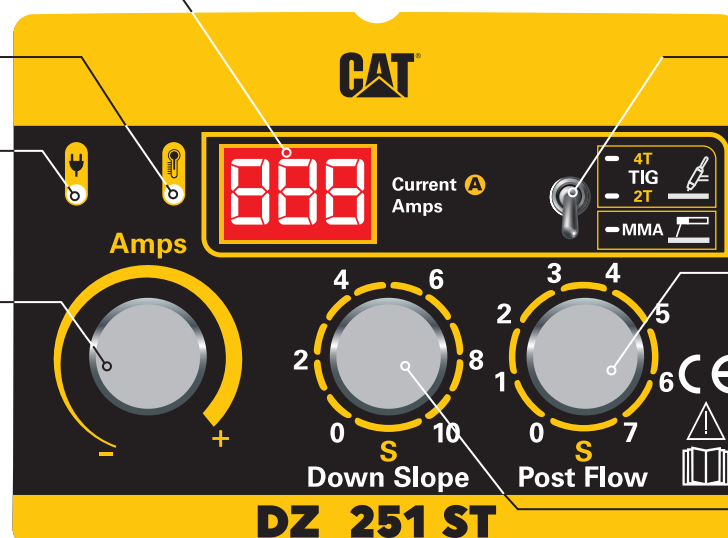 CAT®
888
Current A
Amps
4T
TIG
2T
MMA
Amps
- +
0 2 4 6 8 10
S
Down Slope
0 1 2 3 4 5 6 7
S
Post Flow
CE
DZ 251 ST